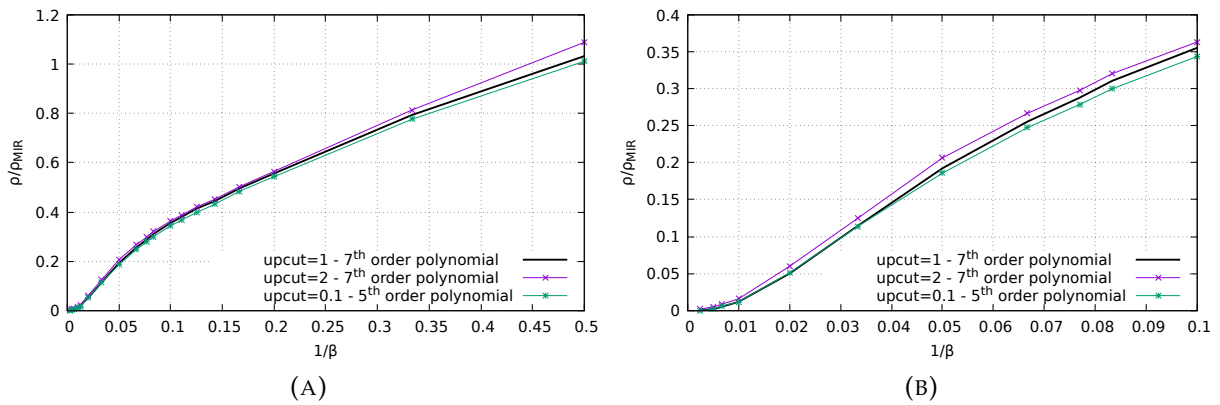 1.2
1
0.8
0.6
0.4
0.2
0
ρ/ρMIR
upcut=1 - 7th order polynomial
upcut=2 - 7th order polynomial
upcut=0.1 - 5th order polynomial
0 0.05 0.1 0.15 0.2 0.25 0.3 0.35 0.4 0.45 0.5
1/β
(A)
0.4
0.35
0.3
0.25
0.2
0.15
0.1
0.05
0
ρ/ρMIR
upcut=1 - 7th order polynomial
upcut=2 - 7th order polynomial
upcut=0.1 - 5th order polynomial
0 0.01 0.02 0.03 0.04 0.05 0.06 0.07 0.08 0.09 0.1
1/β
(B)